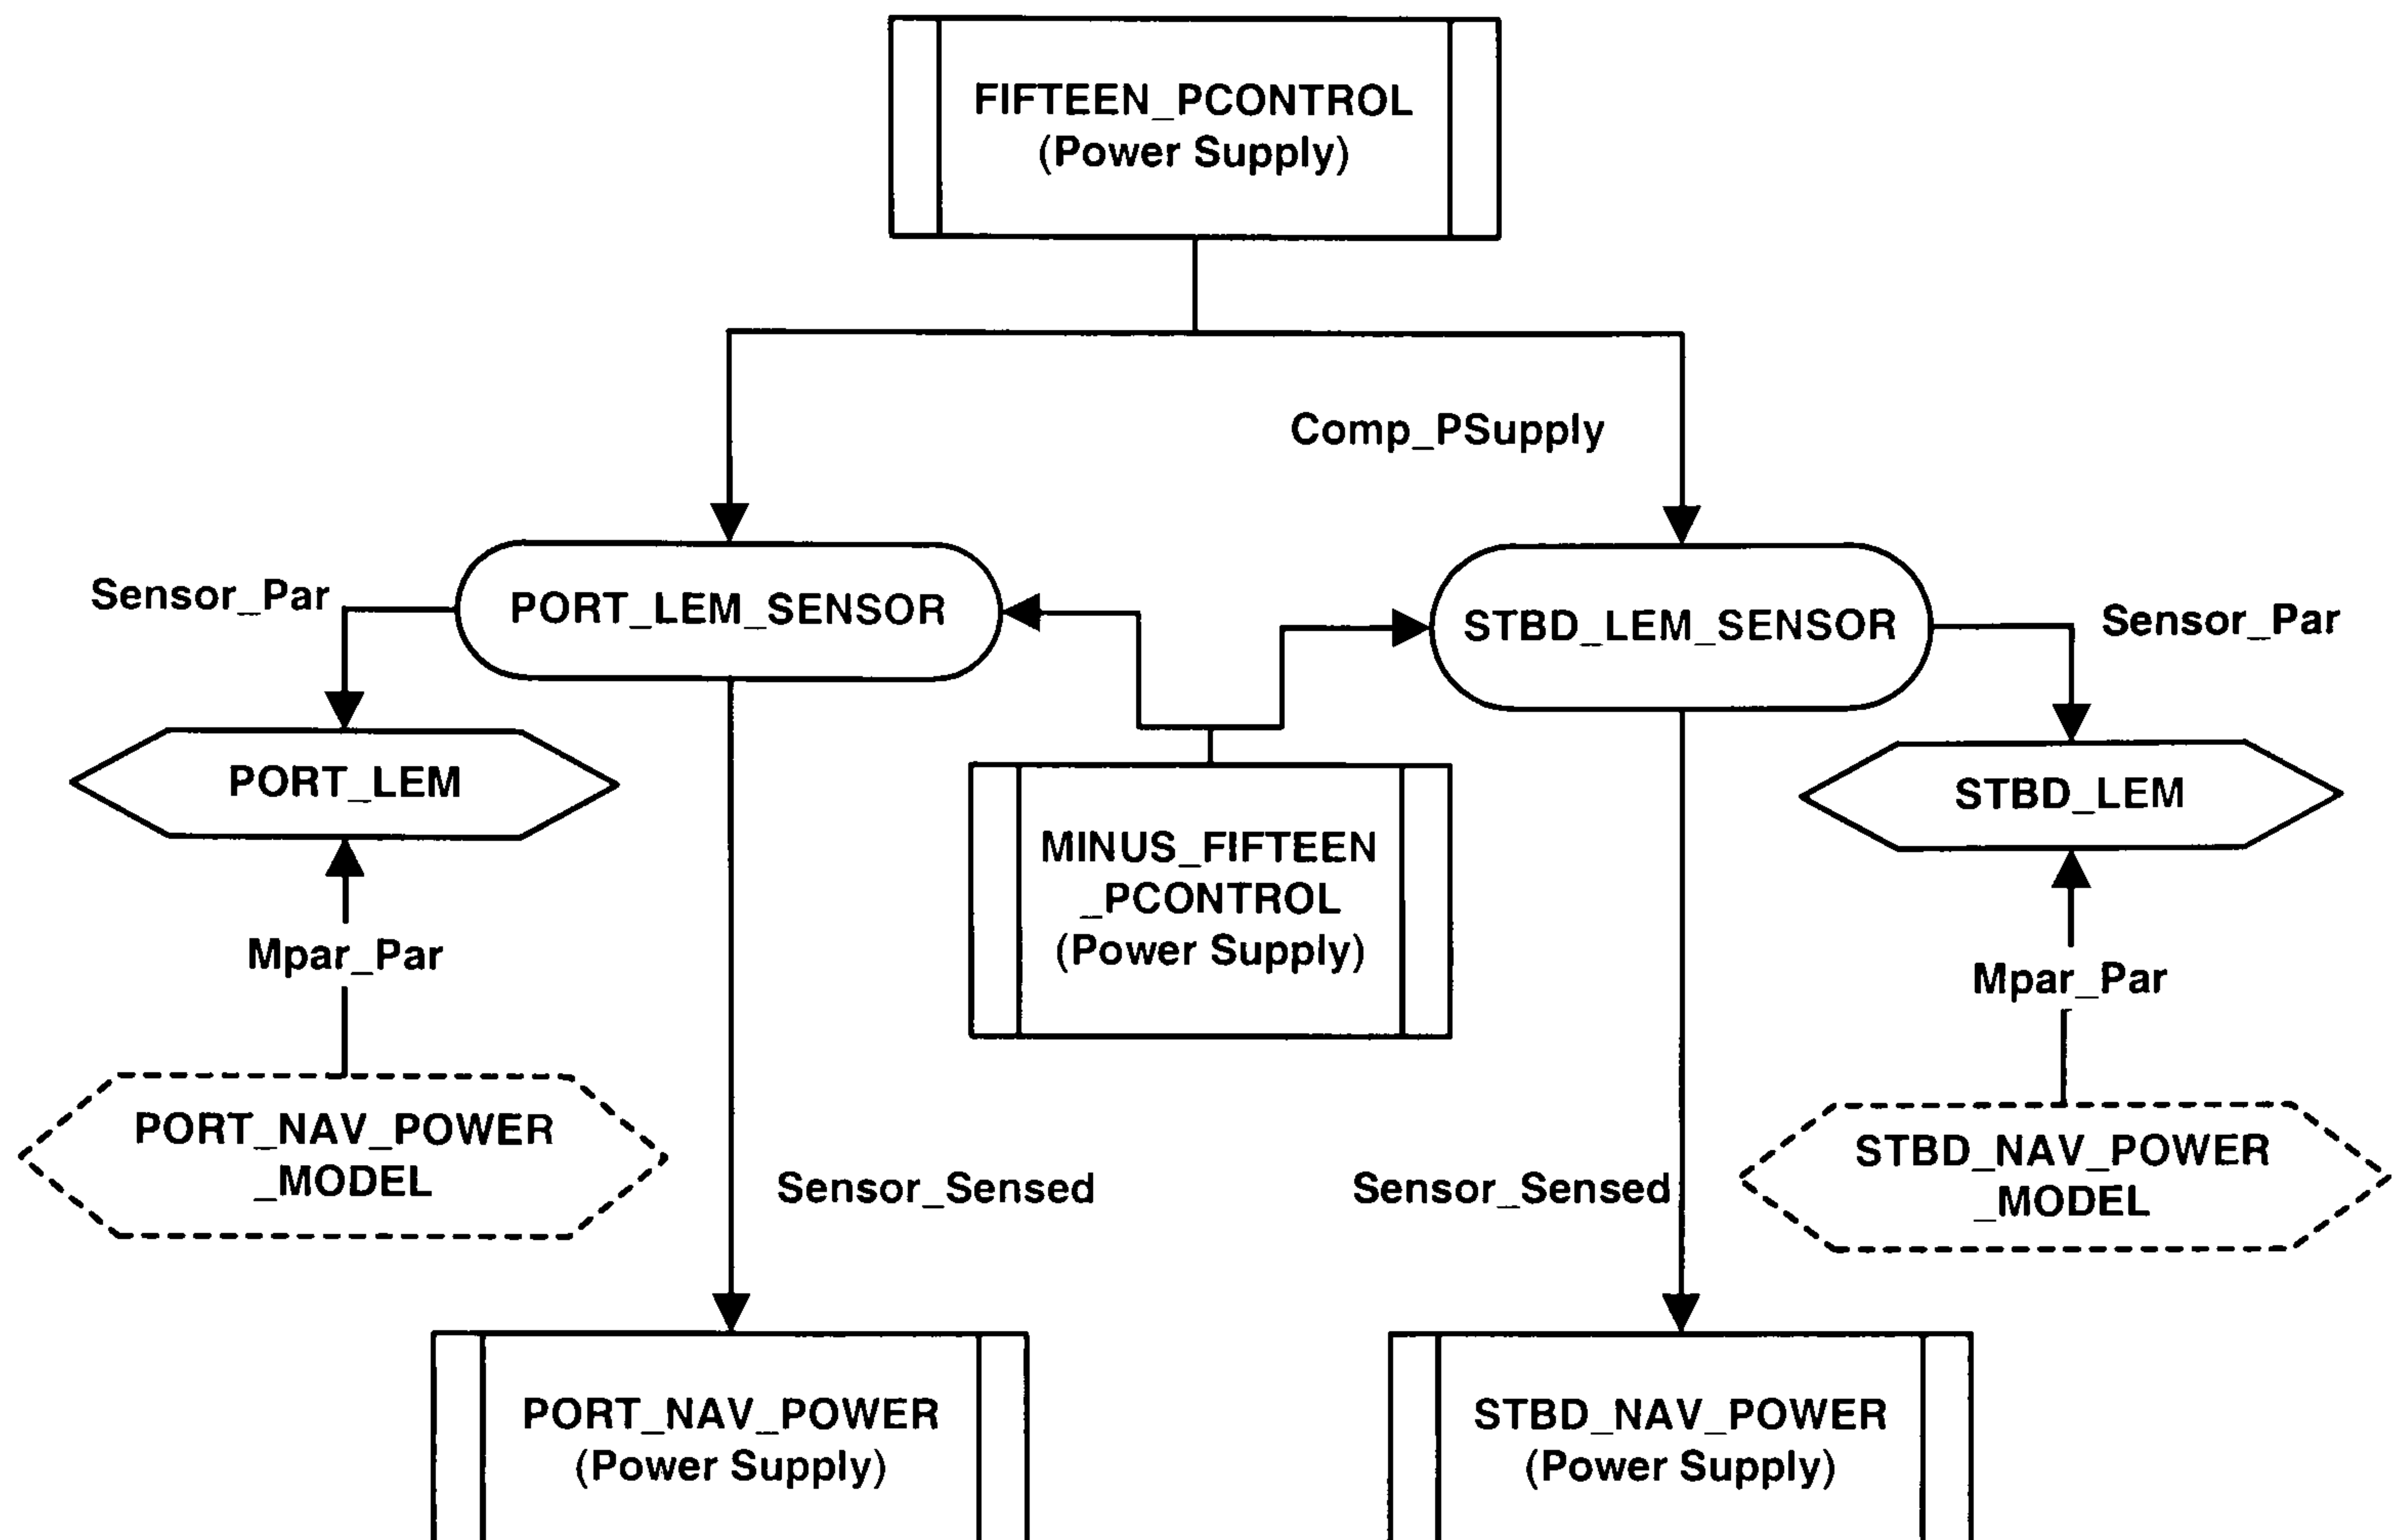 FIFTEEN_PCONTROL
(Power Supply)
Comp_PSupply
Sensor_Par
PORT_LEM_SENSOR
STBD_LEM_SENSOR
Sensor_Par
PORT_LEM
STBD_LEM
MINUS_FIFTEEN
_PCONTROL
(Power Supply)
Mpar_Par
Mpar_Par
PORT_NAV_POWER
_MODEL
STBD_NAV_POWER
_MODEL
Sensor_Sensed
Sensor_Sensed
PORT_NAV_POWER
(Power Supply)
STBD_NAV_POWER
(Power Supply)